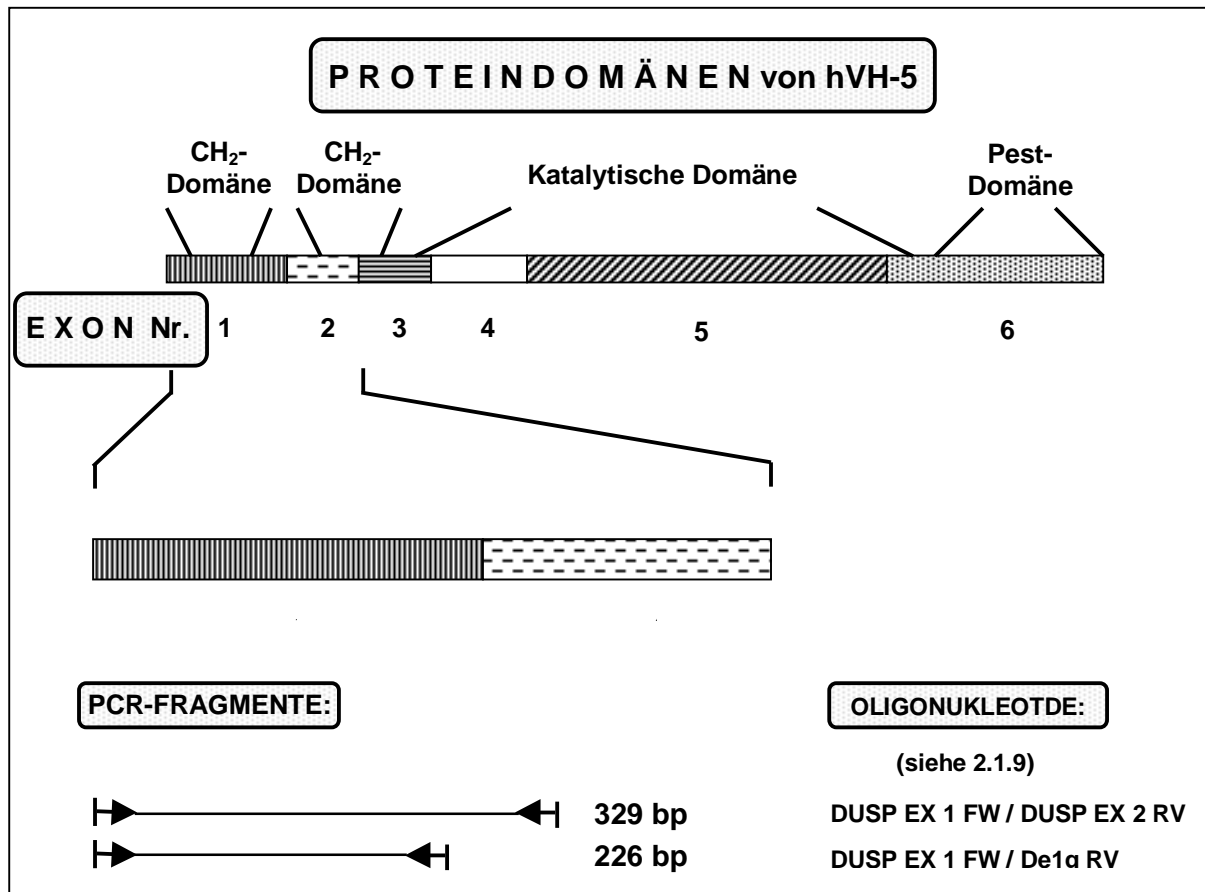 P R O T E I N D O M Ä N E N von hVH-5
CH₂-
Domäne
CH₂-
Domäne
Katalytische Domäne
Pest-
Domäne
E X O N Nr.
1 2 3 4 5 6
PCR-FRAGMENTE:
OLIGONUKLEOTDE:
(siehe 2.1.9)
329 bp DUSP EX 1 FW / DUSP EX 2 RV
226 bp DUSP EX 1 FW / De1α RV